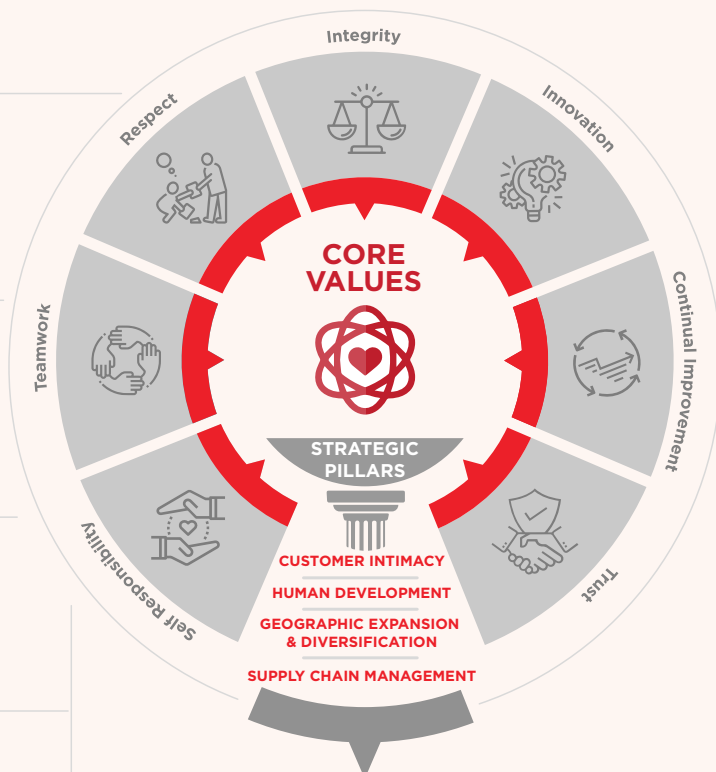 Integrity
Respect
Innovation
Teamwork
Continual Improvement
Self Responsibility
Trust
CORE
VALUES
STRATEGIC
PILLARS
CUSTOMER INTIMACY
HUMAN DEVELOPMENT
GEOGRAPHIC EXPANSION
& DIVERSIFICATION
SUPPLY CHAIN MANAGEMENT